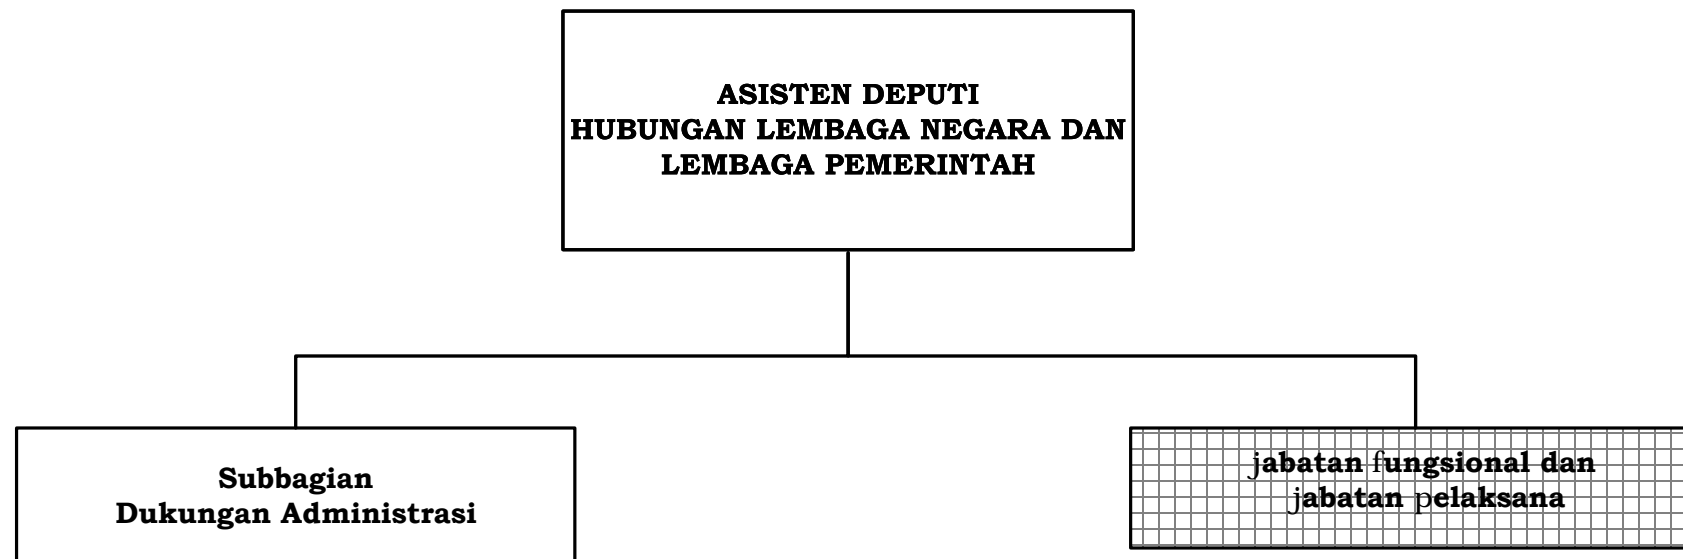 ASISTEN DEPUTI
HUBUNGAN LEMBAGA NEGARA DAN
LEMBAGA PEMERINTAH
Subbagian
Dukungan Administrasi
jabatan fungsional dan
jabatan pelaksana